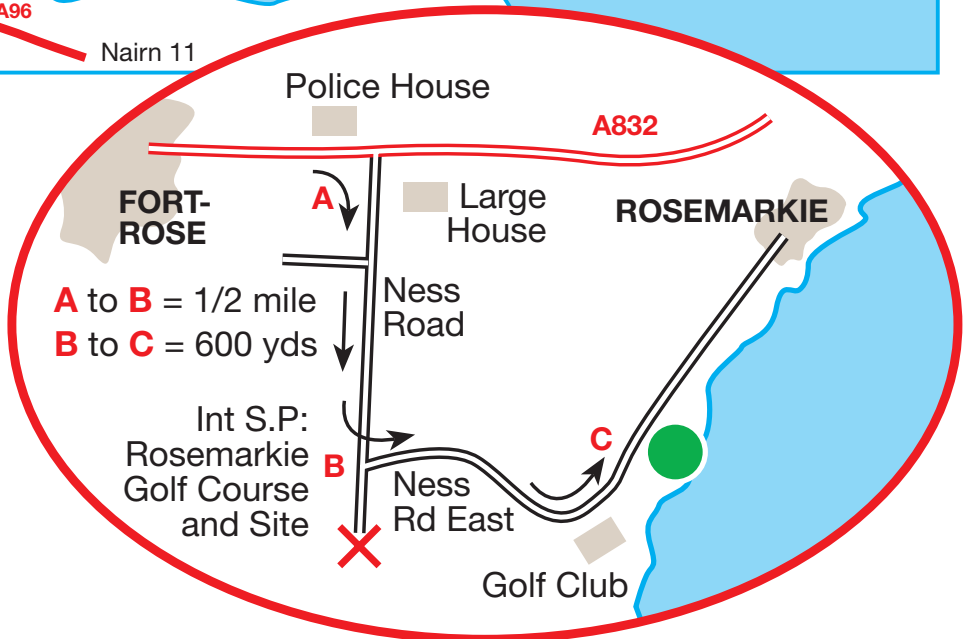 A96
Nairn 11
Police House
A832
A
Large
House
FORT-
ROSE
ROSEMARKIE
A to B = 1/2 mile
B to C = 600 yds
Ness
Road
Int S.P:
Rosemarkie
Golf Course
and Site
B
C
Ness
Rd East
Golf Club